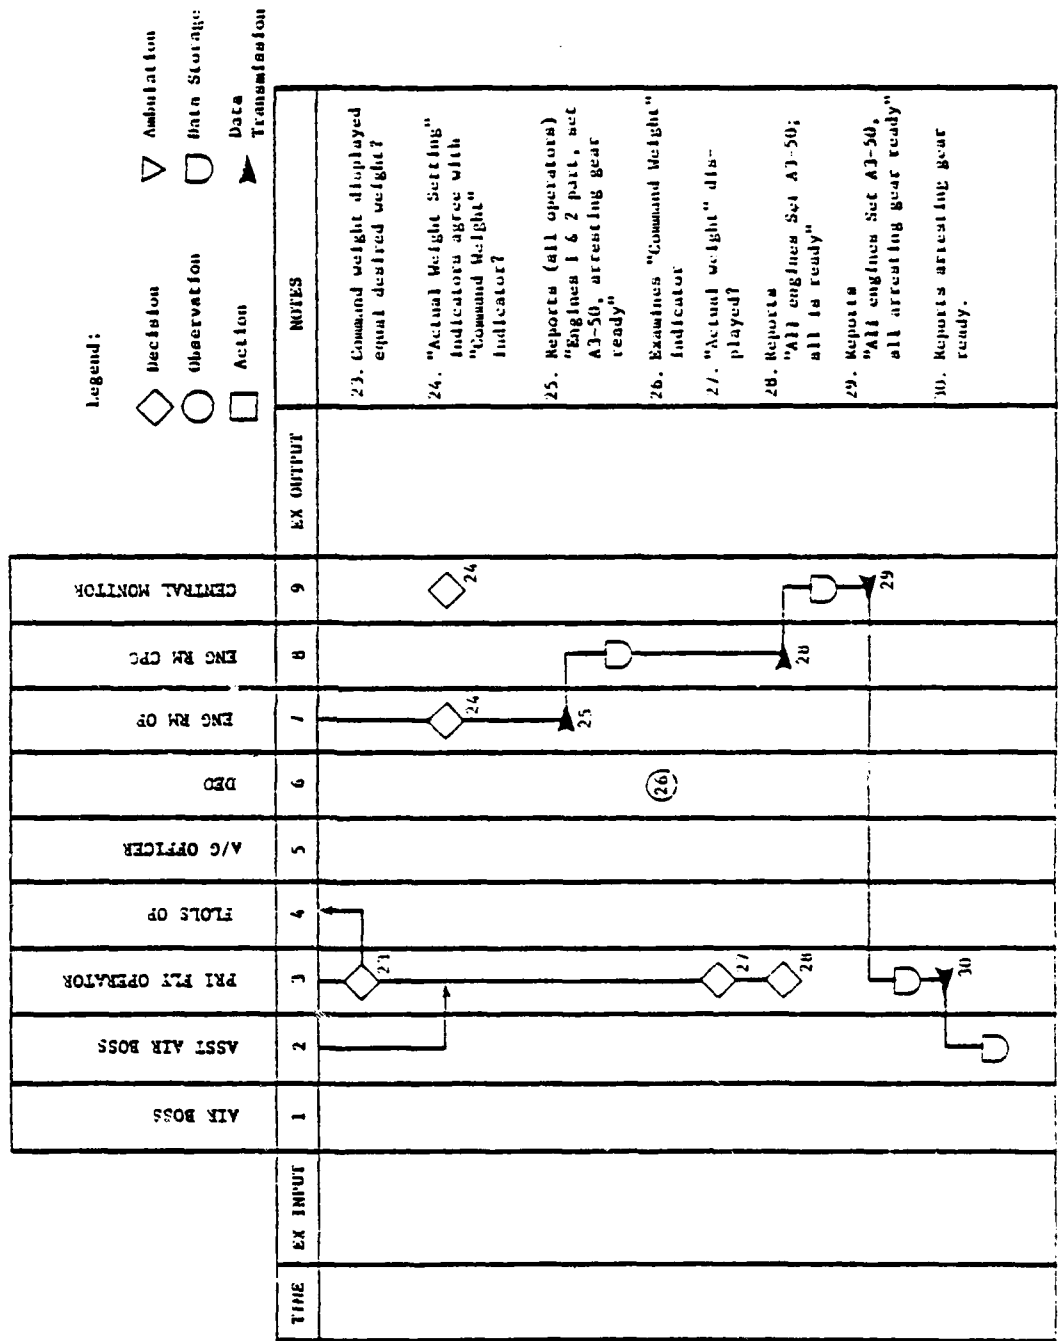 Legend:
Decision
Ambulation
Observation
Data Storage
Action
Data
Transmission
TIME
EX INPUT
AIR BOSS
1
ASST AIR BOSS
2
PRI FLY OPERATOR
3
FLOLS OP
4
A/G OFFICER
5
DEO
6
ENG RM OP
7
ENG RM CPO
8
CENTRAL MONITOR
9
EX OUTPUT
NOTES
23. Command weight displayed
equal desired weight?
24. "Actual Weight Setting"
indicators agree with
"Command Weight"
indicator?
25. Reports (all operators)
"Engines 1 & 2 part, set
A3-50, arresting gear
ready"
26. Examines "Command Weight"
indicator
27. "Actual weight" dis-
played?
28. Reports
"All engines Set A3-50;
all is ready"
29. Reports
"All engines Set A3-50,
all arresting gear ready"
30. Reports arresting gear
ready.
23
24
24
25
26
27
28
28
29
30